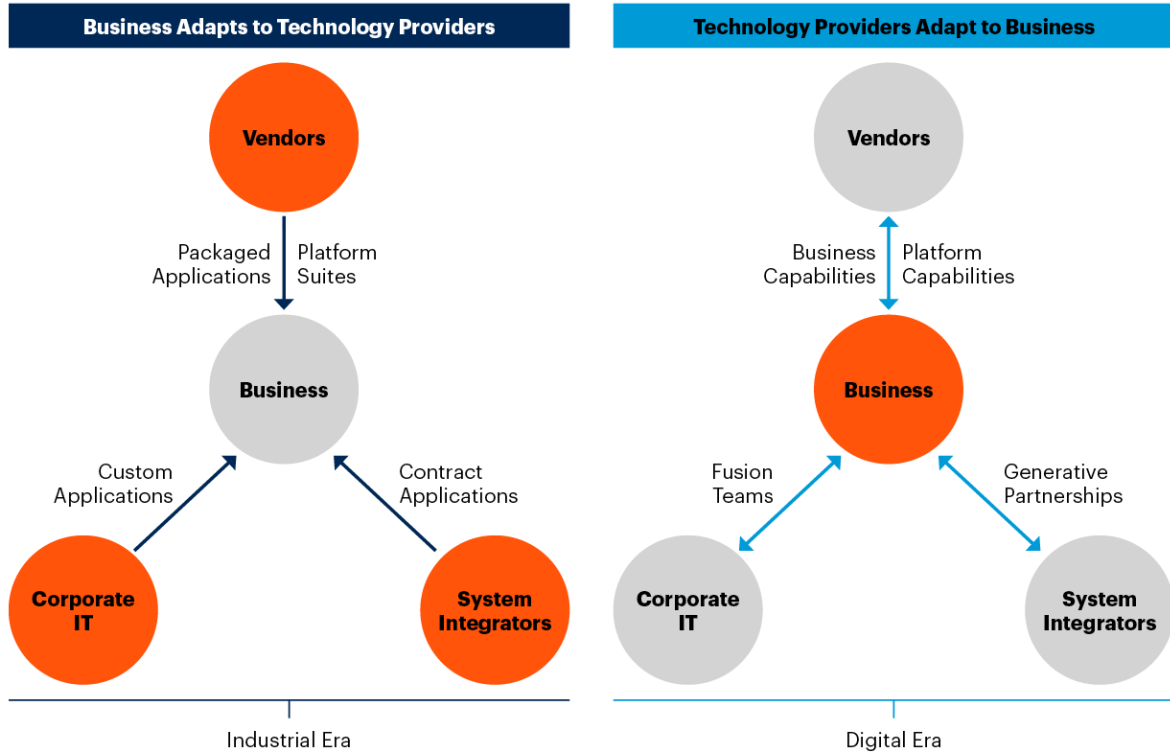 Business Adapts to Technology Providers
Vendors
Packaged
Applications
Platform
Suites
Business
Custom
Applications
Contract
Applications
Corporate
IT
System
Integrators
Industrial Era
Technology Providers Adapt to Business
Vendors
Business
Capabilities
Platform
Capabilities
Business
Fusion
Teams
Generative
Partnerships
Corporate
IT
System
Integrators
Digital Era